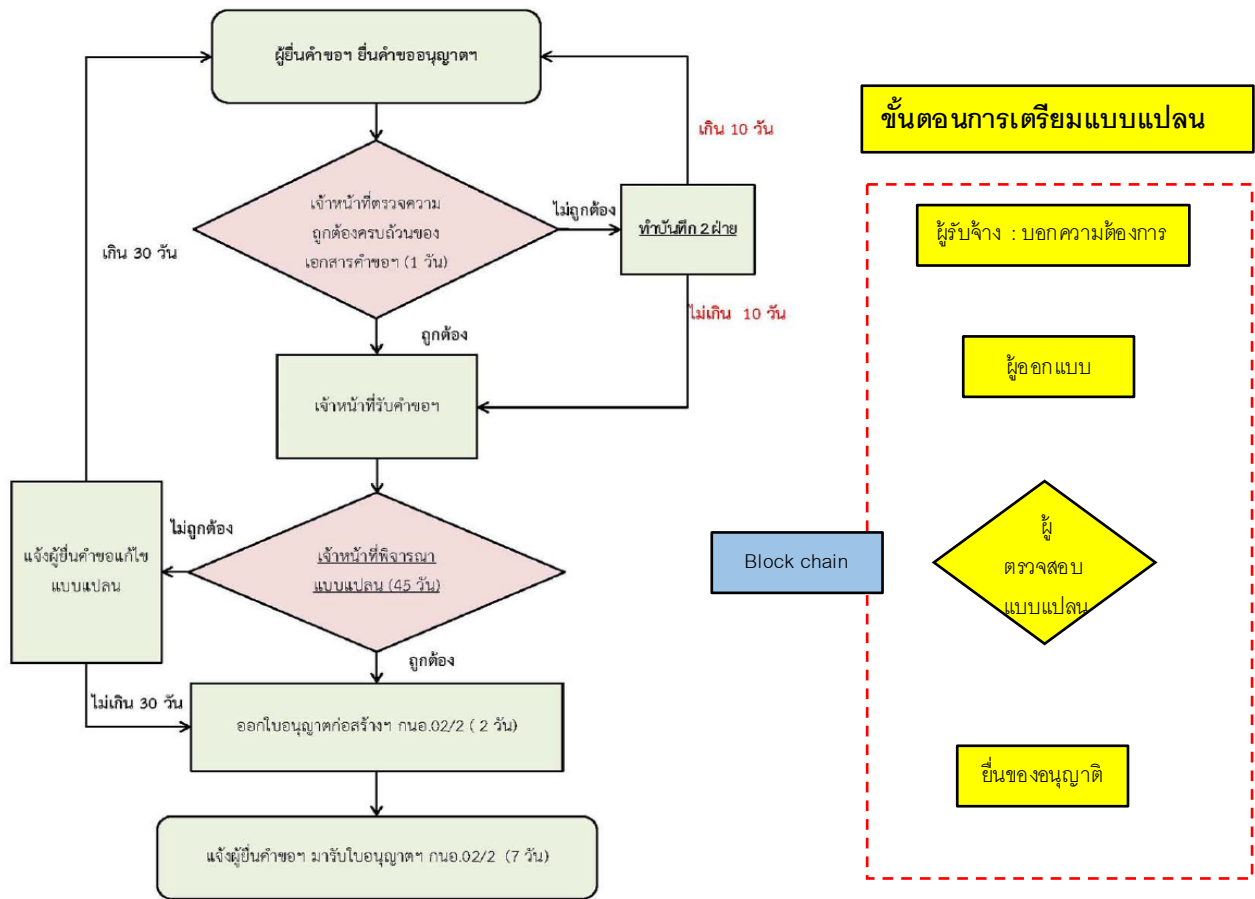 ผู้ยื่นคำขอฯ ยื่นคำขออนุญาตฯ
เกิน 10 วัน
เจ้าหน้าที่ตรวจความ
ถูกต้องครบถ้วนของ
เอกสารคำขอฯ (1 วัน)
ไม่ถูกต้อง
ทำบันทึก 2 ฝ่าย
เกิน 30 วัน
ไม่เกิน 10 วัน
ถูกต้อง
เจ้าหน้าที่รับคำขอฯ
ไม่ถูกต้อง
แจ้งผู้ยื่นคำขอแก้ไข
แบบแปลน
เจ้าหน้าที่พิจารณา
แบบแปลน (45 วัน)
ถูกต้อง
ไม่เกิน 30 วัน
ออกใบอนุญาตก่อสร้างฯ กนอ.02/2 ( 2 วัน)
แจ้งผู้ยื่นคำขอฯ มารับใบอนุญาตฯ กนอ.02/2 (7 วัน)
ขั้นตอนการเตรียมแบบแปลน
ผู้รับจ้าง : บอกความต้องการ
ผู้ออกแบบ
Block chain
ผู้
ตรวจสอบ
แบบแปลน
ยื่นของอนุญาติ